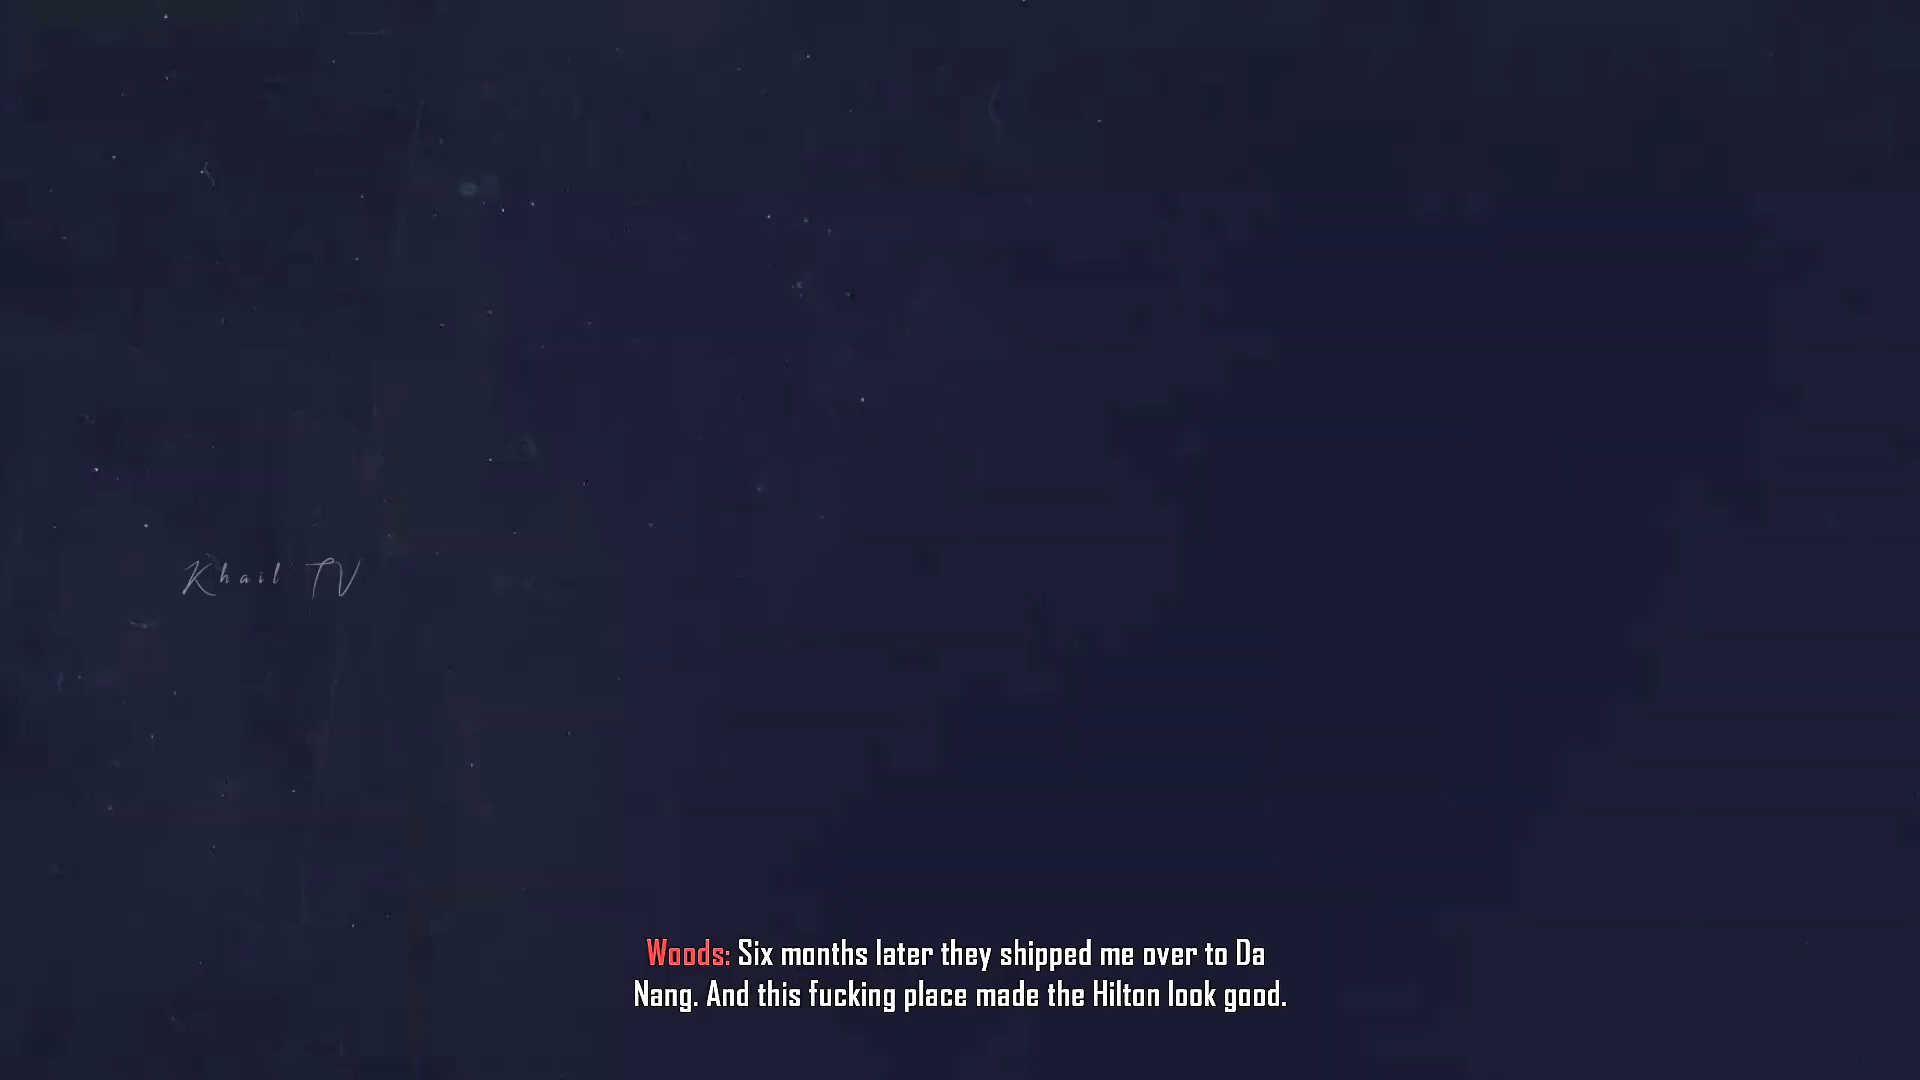 Khail TV
Woods: Six months later they shipped me over to Da
Nang. And this fucking place made the Hilton look good.